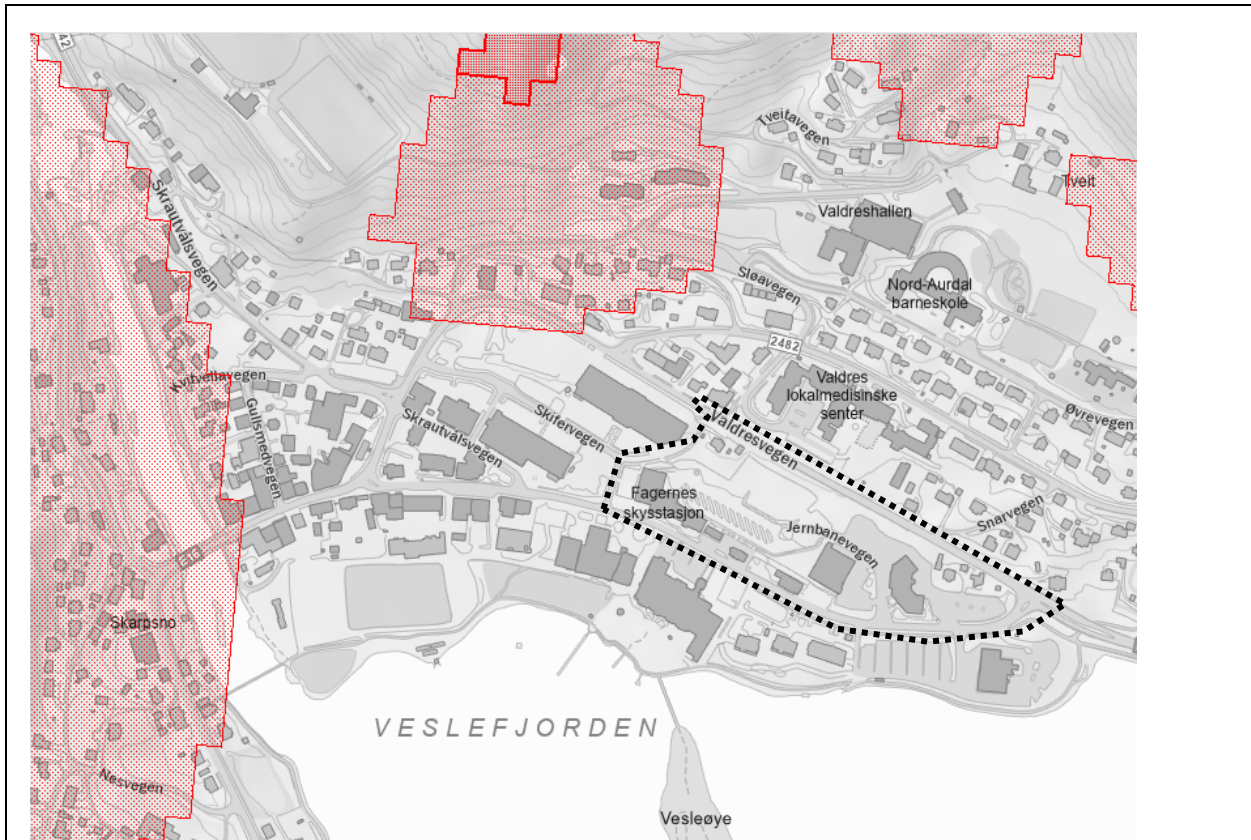 42
Tveitavegen
Tveit
Skrautvålsvegen
Valdreshallen
Sløavegen
Nord-Aurdal
barneskole
2482
Kvitvellavegen
Valdres
lokalmedisinske
senter
Gullsmedvegen
Skrautvålsvegen
Skifervegen
Valdresvegen
Øvrevegen
Fagernes
skysstasjon
Jernbanevegen
Snarvegen
Skarpsno
VESLEFJORDEN
Nesvegen
Vesleøye